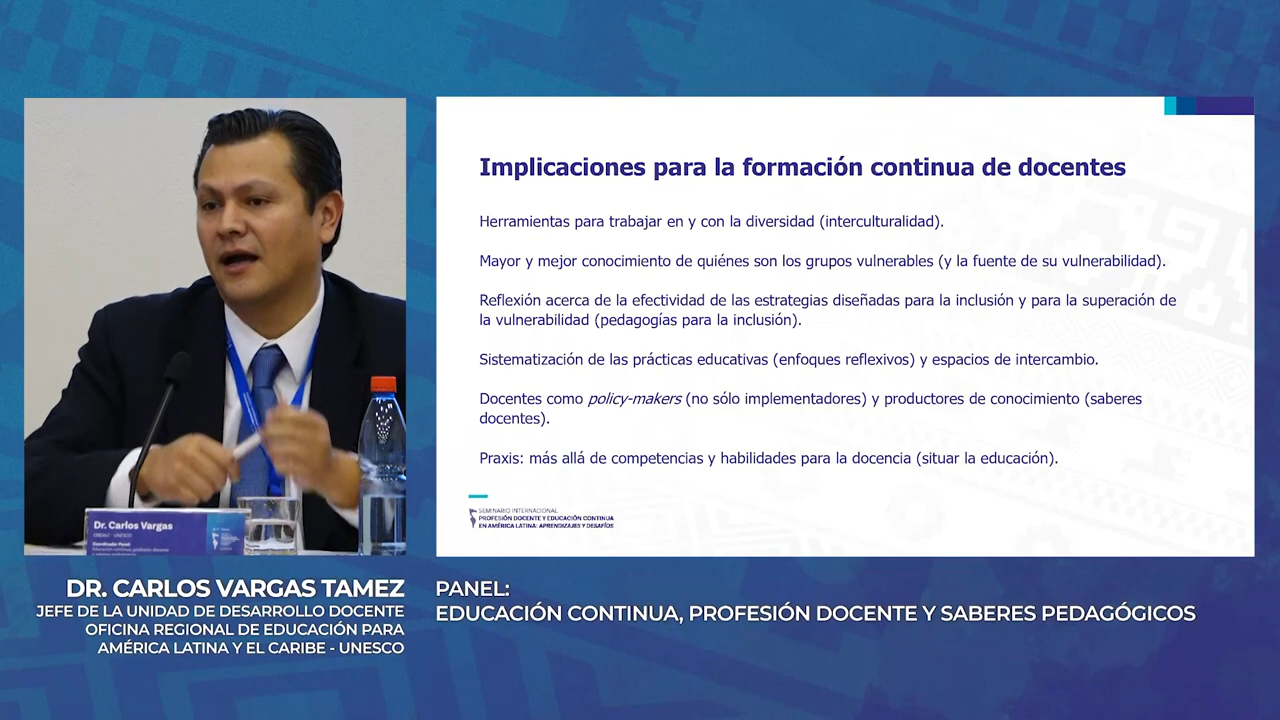 Dr. Carlos Vargas
OREALC - UNESCO
Coordinador Panel:
DR. CARLOS VARGAS TAMEZ
JEFE DE LA UNIDAD DE DESARROLLO DOCENTE
OFICINA REGIONAL DE EDUCACIÓN PARA
AMÉRICA LATINA Y EL CARIBE - UNESCO
Implicaciones para la formación continua de docentes
Herramientas para trabajar en y con la diversidad (interculturalidad).
Mayor y mejor conocimiento de quiénes son los grupos vulnerables (y la fuente de su vulnerabilidad).
Reflexión acerca de la efectividad de las estrategias diseñadas para la inclusión y para la superación de
la vulnerabilidad (pedagogías para la inclusión).
Sistematización de las prácticas educativas (enfoques reflexivos) y espacios de intercambio.
Docentes como policy-makers (no sólo implementadores) y productores de conocimiento (saberes
docentes).
Praxis: más allá de competencias y habilidades para la docencia (situar la educación).
SEMINARIO INTERNACIONAL
PROFESIÓN DOCENTE Y EDUCACIÓN CONTINUA
EN AMÉRICA LATINA: APRENDIZAJES Y DESAFÍOS
PANEL:
EDUCACIÓN CONTINUA, PROFESIÓN DOCENTE Y SABERES PEDAGÓGICOS